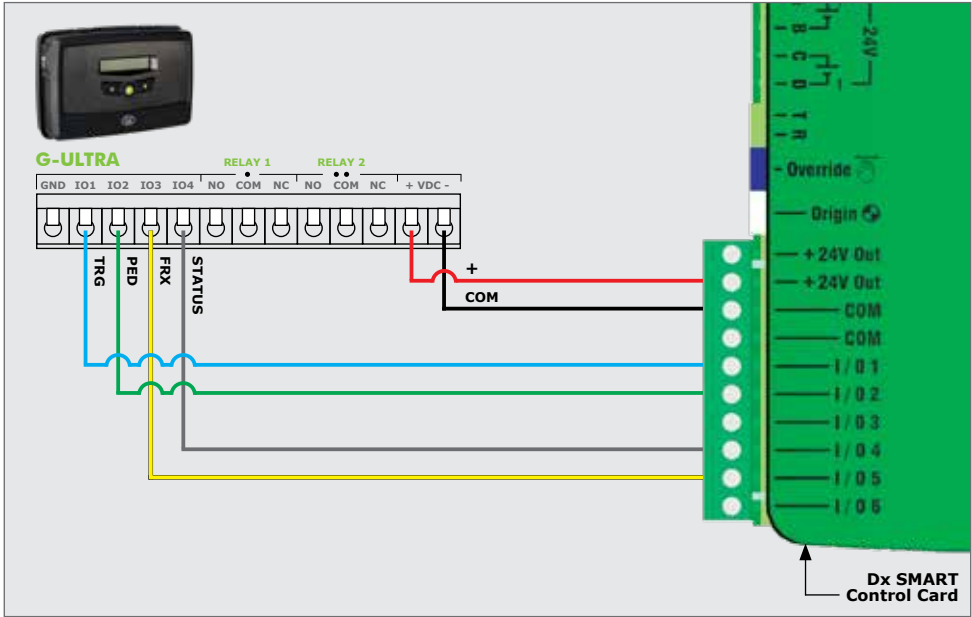 G-ULTRA
RELAY 1
RELAY 2
GND IO1 IO2 IO3 IO4 NO COM NC NO COM NC + VDC -
TRG
PED
FRX
STATUS
+
COM
24V
B
C
D
T
R
Override
Origin
+ 24V Out
+ 24V Out
COM
COM
I / O 1
I / O 2
I / O 3
I / O 4
I / O 5
I / O 6
Dx SMART
Control Card